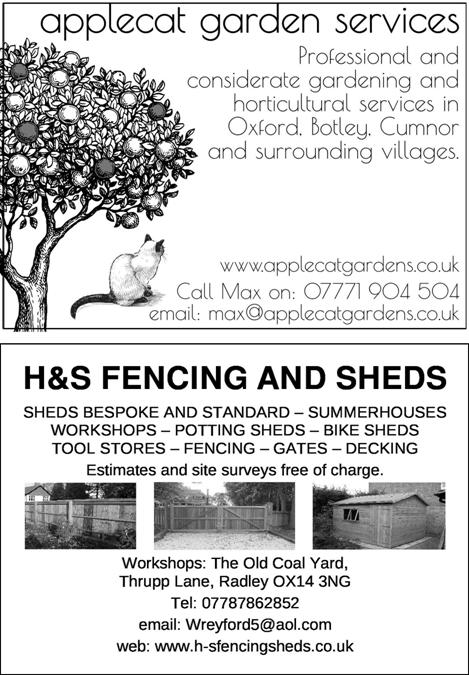 applecat garden services
Professional and
considerate gardening and
horticultural services in
Oxford, Botley, Cumnor
and surrounding villages.
www.applecatgardens.co.uk
Call Max on: 07771 904 504
email: max@applecatgardens.co.uk
H&S FENCING AND SHEDS
SHEDS BESPOKE AND STANDARD – SUMMERHOUSES
WORKSHOPS – POTTING SHEDS – BIKE SHEDS
TOOL STORES – FENCING – GATES – DECKING
Estimates and site surveys free of charge.
Workshops: The Old Coal Yard,
Thrupp Lane, Radley OX14 3NG
Tel: 07787862852
email: Wreyford5@aol.com
web: www.h-sfencingsheds.co.uk